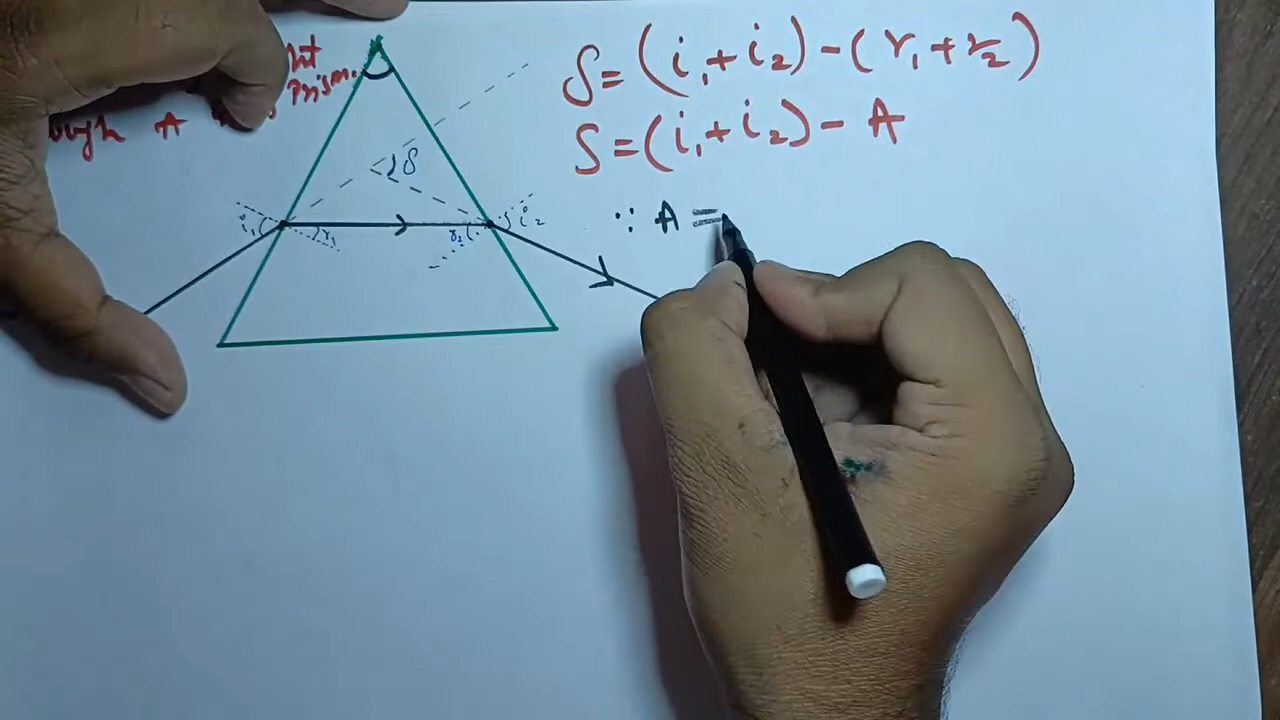 Prism.
A
δ = (i₁ + i₂) - (r₁ + r₂)
δ = (i₁ + i₂) - A
∵ A =
δ
i₁ r₁ r₂ i₂